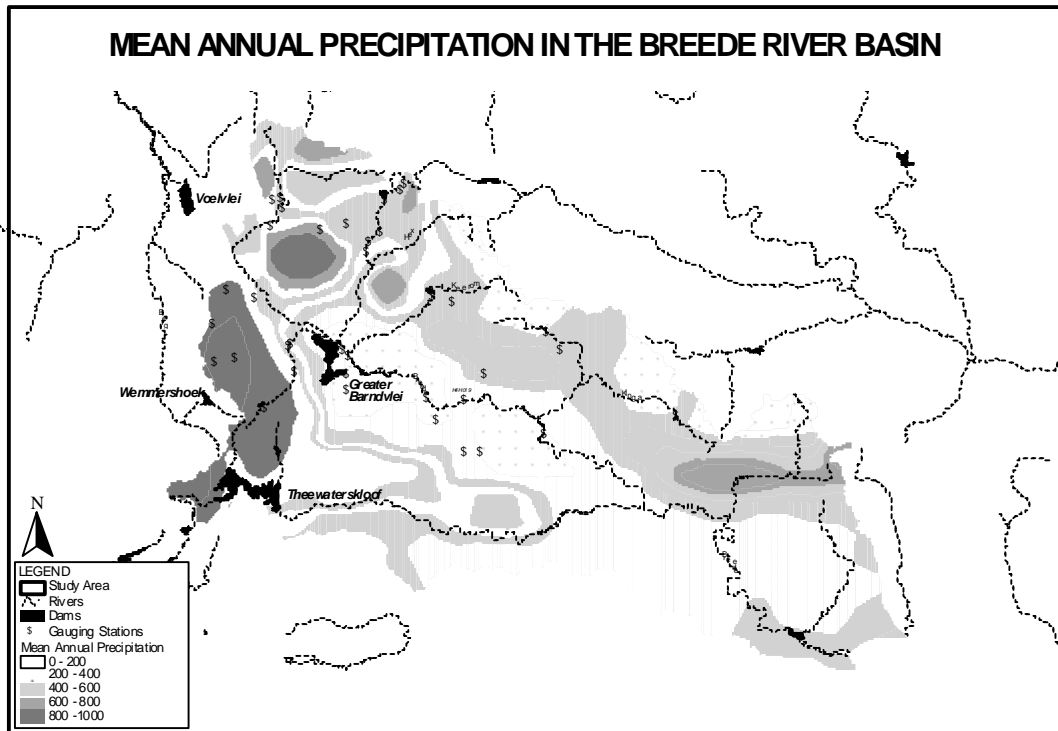 MEAN ANNUAL PRECIPITATION IN THE BREEDE RIVER BASIN
Voelvlei
Hex
Wemmershoek
Greater
Barndvlei
Theewaterskloof
N
LEGEND
Study Area
Rivers
Dams
$ Gauging Stations
Mean Annual Precipitation
0 - 200
200 - 400
400 - 600
600 - 800
800 - 1000